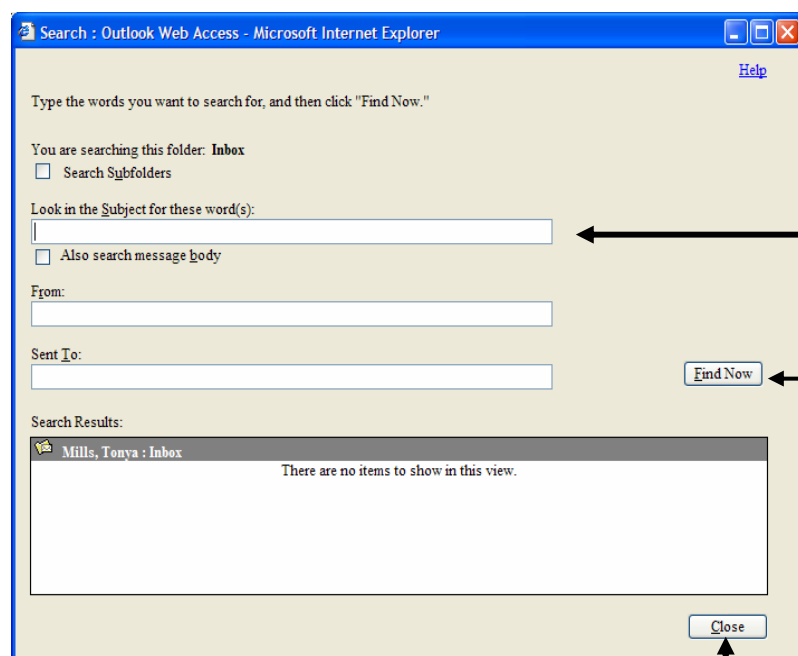 Search : Outlook Web Access - Microsoft Internet Explorer
Help
Type the words you want to search for, and then click "Find Now."
You are searching this folder: Inbox
Search Subfolders
Look in the Subject for these word(s):
Also search message body
From:
Sent To:
Find Now
Search Results:
Mills, Tonya : Inbox
There are no items to show in this view.
Close